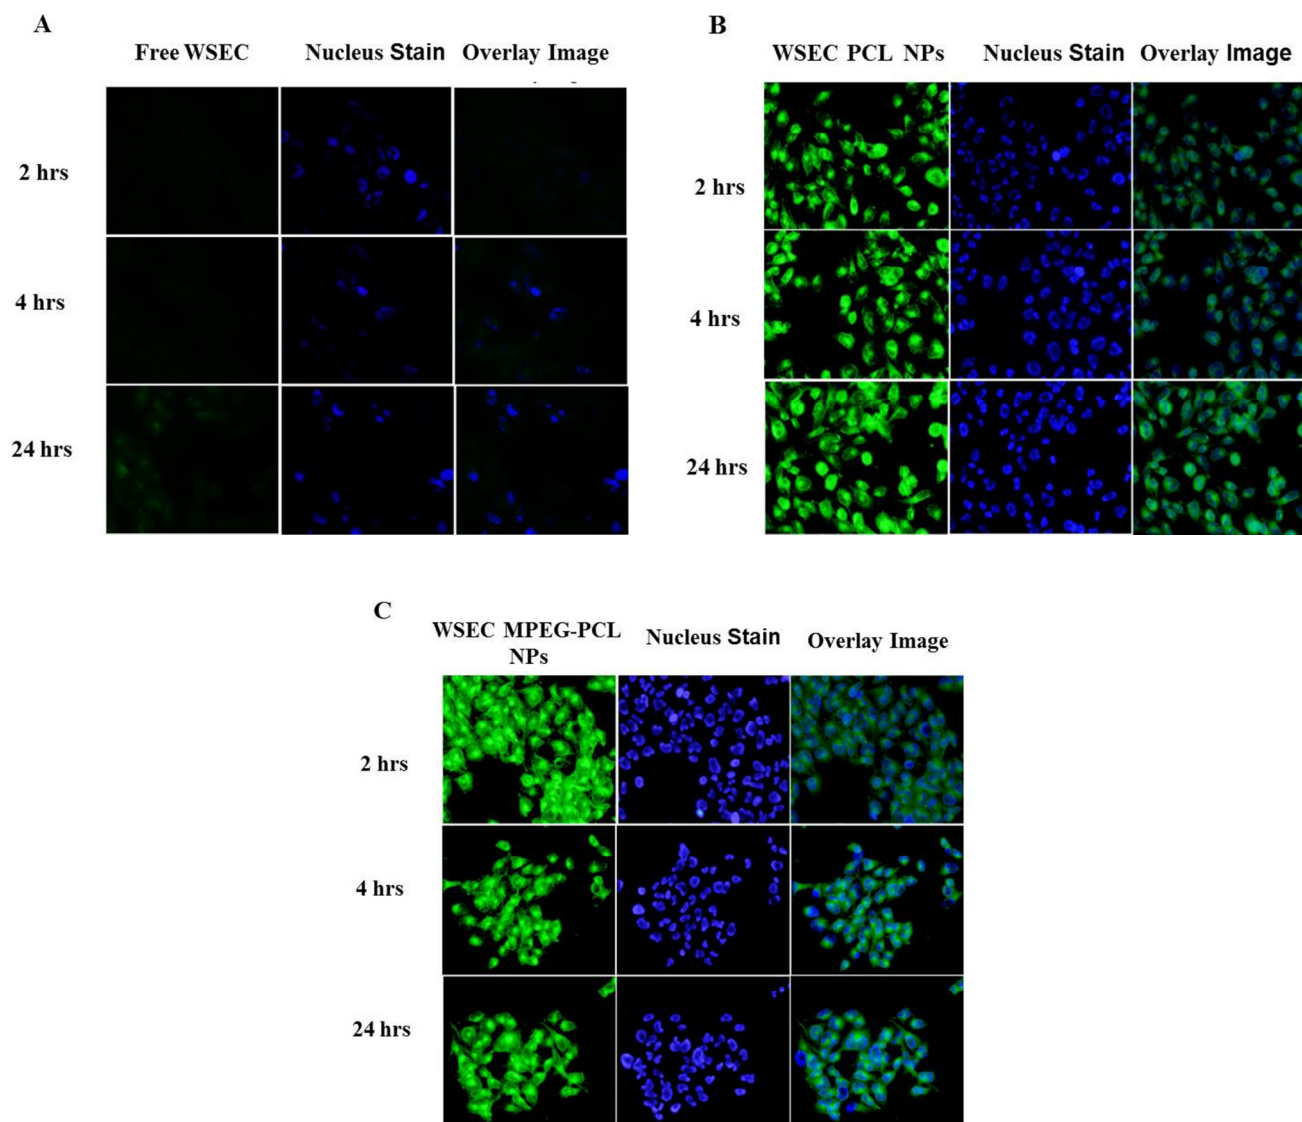 A
Free WSEC
Nucleus Stain
Overlay Image
2 hrs
4 hrs
24 hrs
B
WSEC PCL NPs
Nucleus Stain
Overlay Image
2 hrs
4 hrs
24 hrs
C
WSEC MPEG-PCL
NPs
Nucleus Stain
Overlay Image
2 hrs
4 hrs
24 hrs